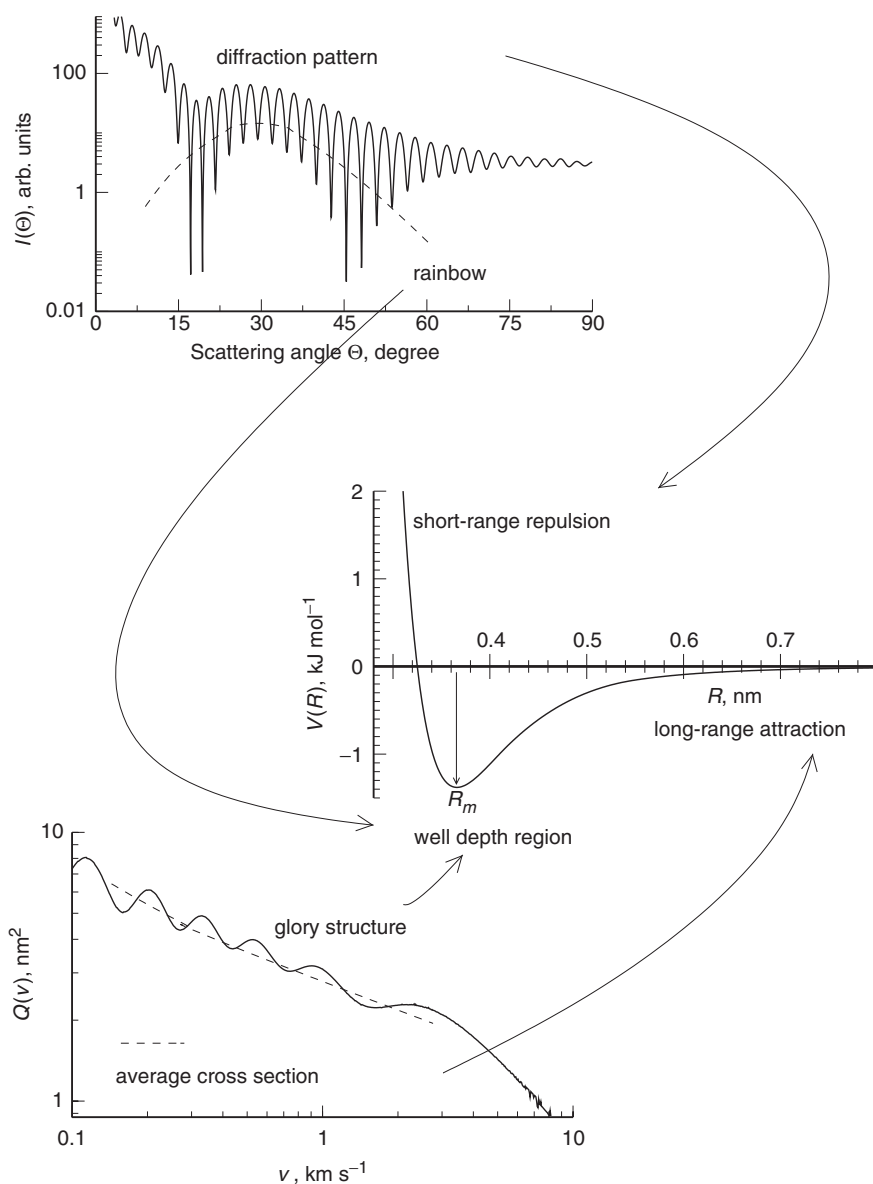 diffraction pattern
100
1
0.01
I(Θ), arb. units
rainbow
0 15 30 45 60 75 90
Scattering angle Θ, degree
2
1
0
−1
V(R), kJ mol−1
short-range repulsion
0.4 0.5 0.6 0.7
R, nm
long-range attraction
Rm
well depth region
10
1
Q(v), nm2
glory structure
average cross section
0.1 1 10
v , km s−1